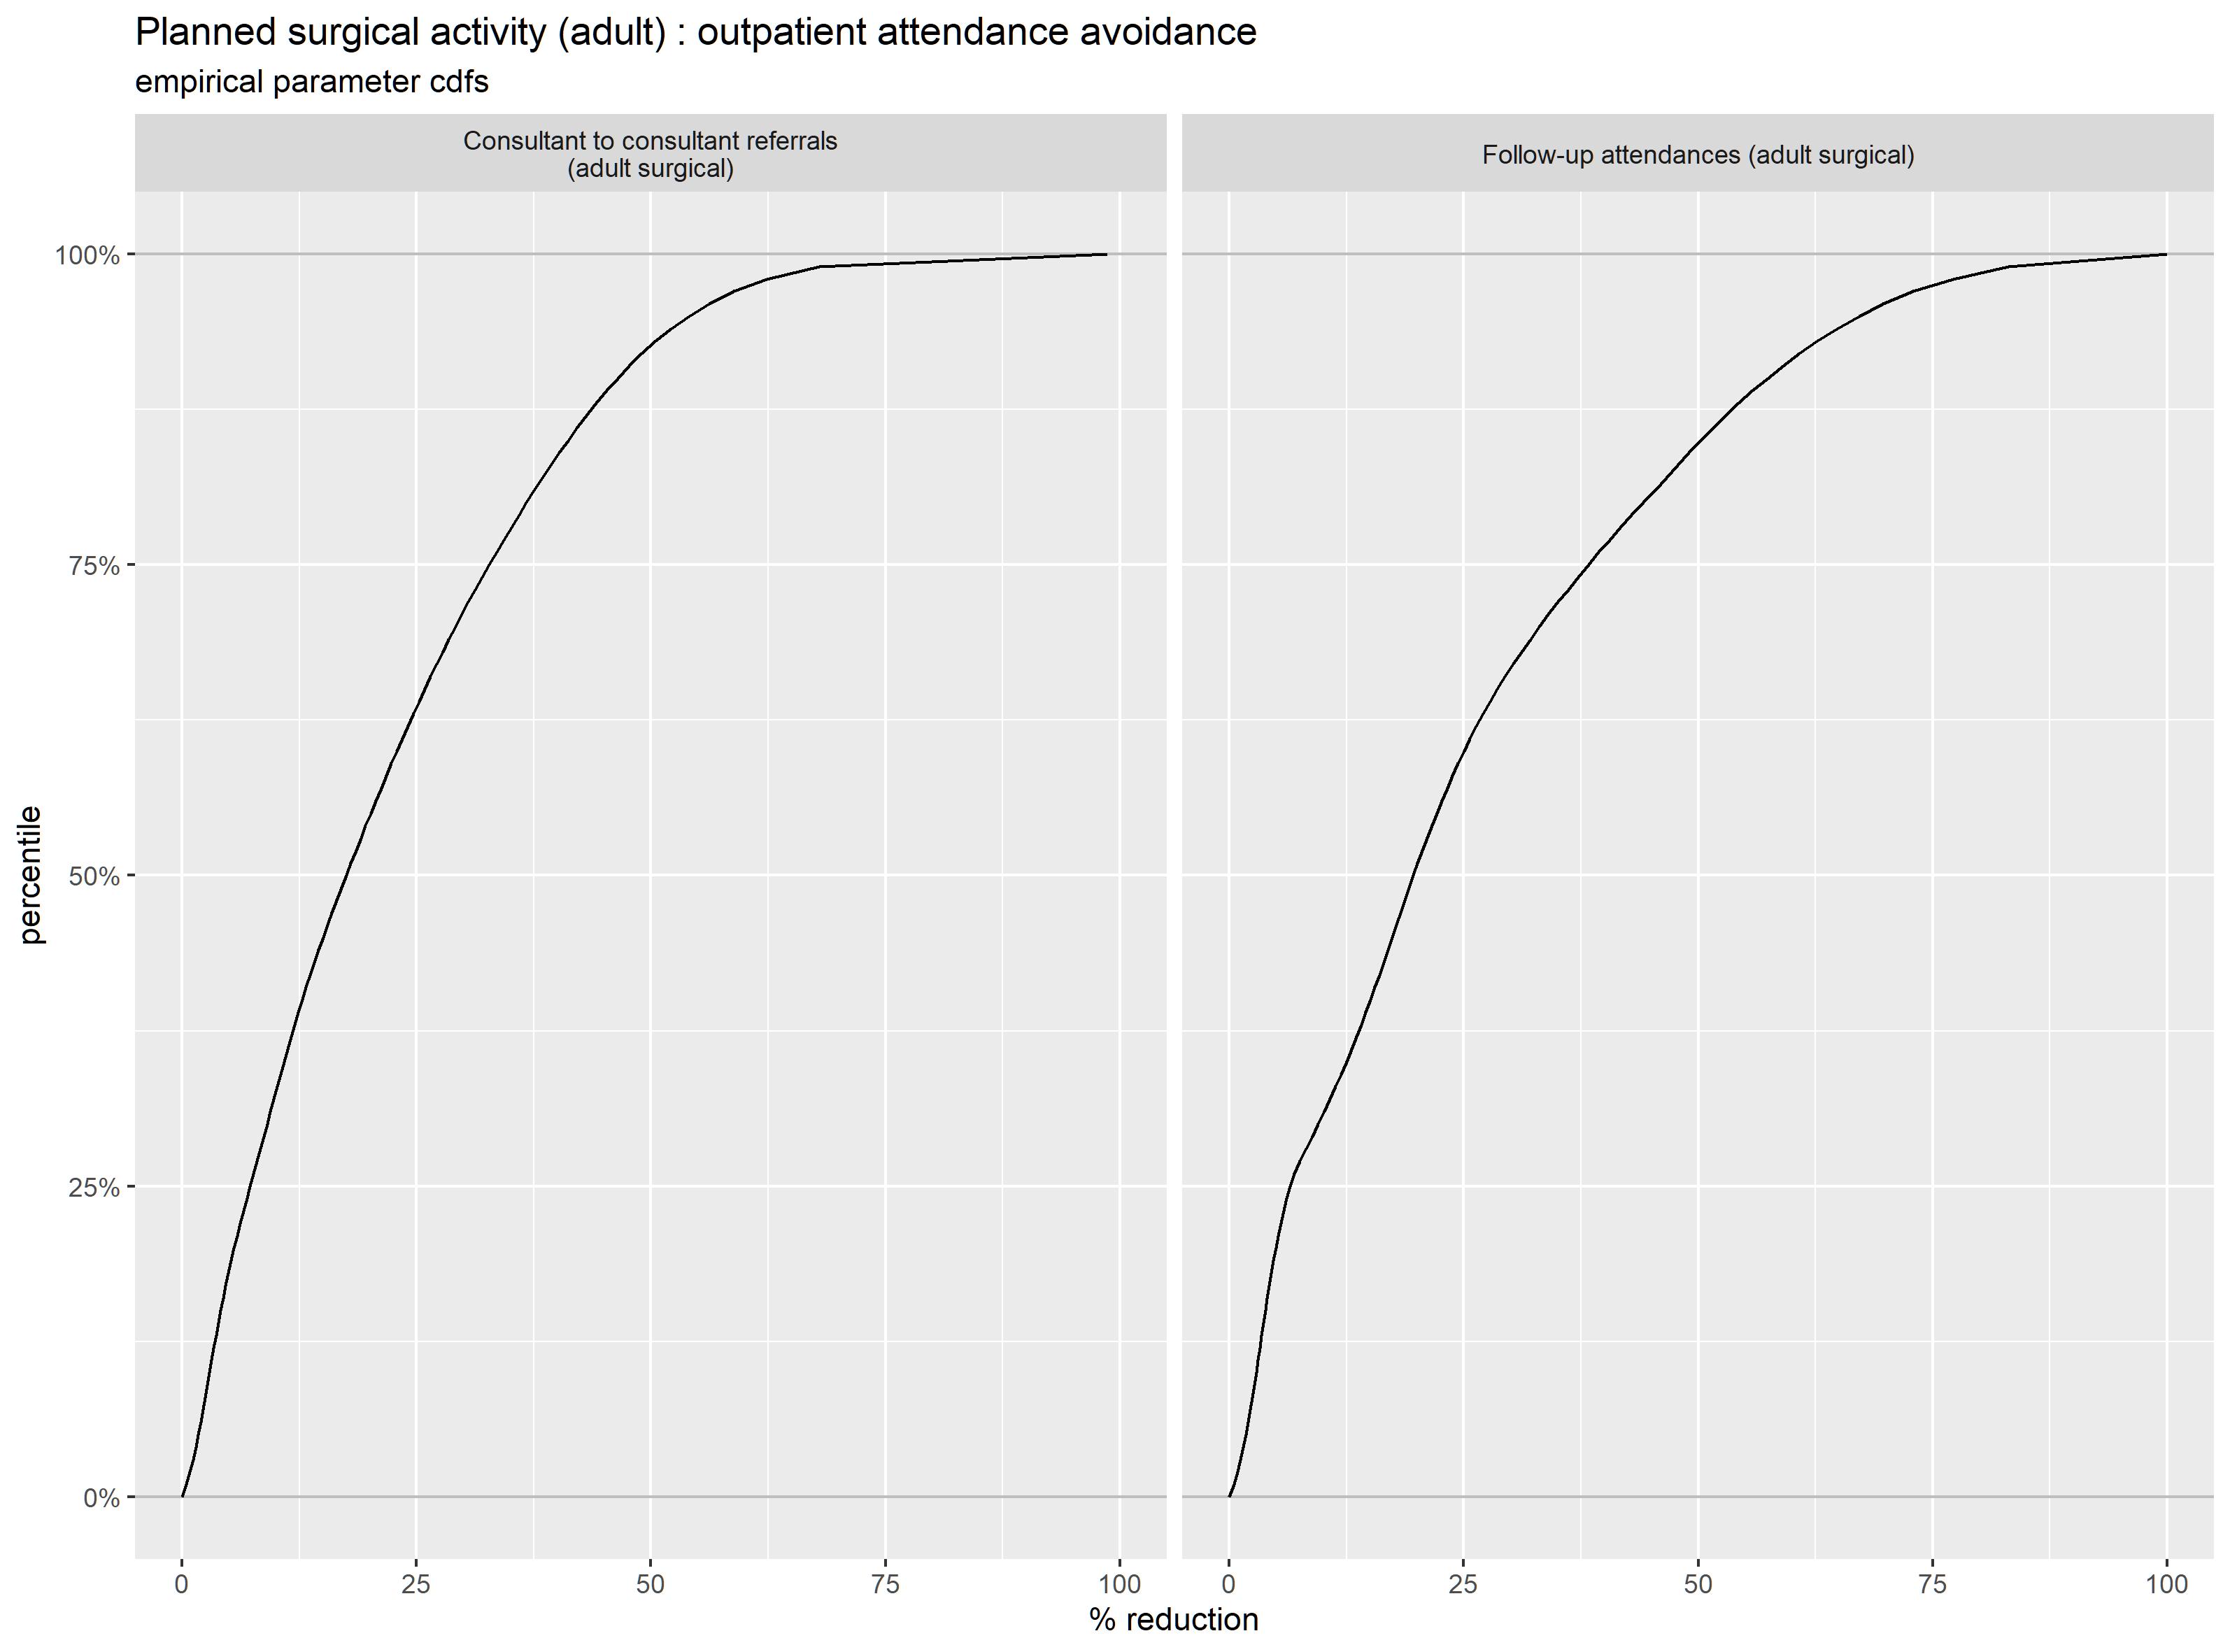 Planned surgical activity (adult) : outpatient attendance avoidance
empirical parameter cdfs
Consultant to consultant referrals
(adult surgical)
Follow-up attendances (adult surgical)
percentile
100%
75%
50%
25%
0%
0 25 50 75 100
0 25 50 75 100
% reduction